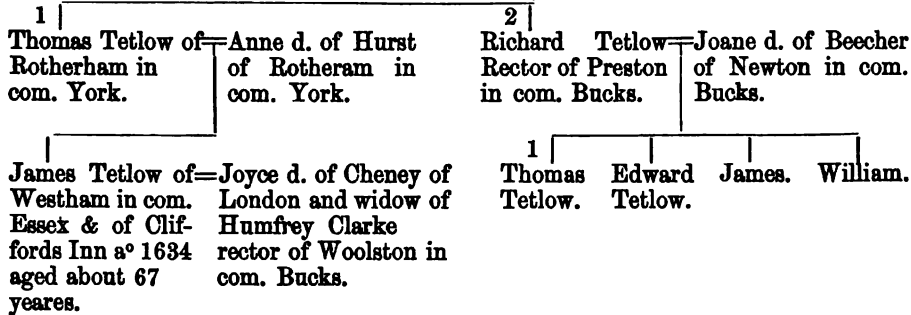 1
Thomas Tetlow of=Anne d. of Hurst
Rotherham in of Rotheram in
com. York. com. York.
2
Richard Tetlow=Joane d. of Beecher
Rector of Preston of Newton in com.
in com. Bucks. Bucks.
James Tetlow of=Joyce d. of Cheney of
Westham in com. London and widow of
Essex & of Clif- Humfrey Clarke
fords Inn aº 1634 rector of Woolston in
aged about 67 com. Bucks.
yeares.
1
Thomas Edward James. William.
Tetlow. Tetlow.